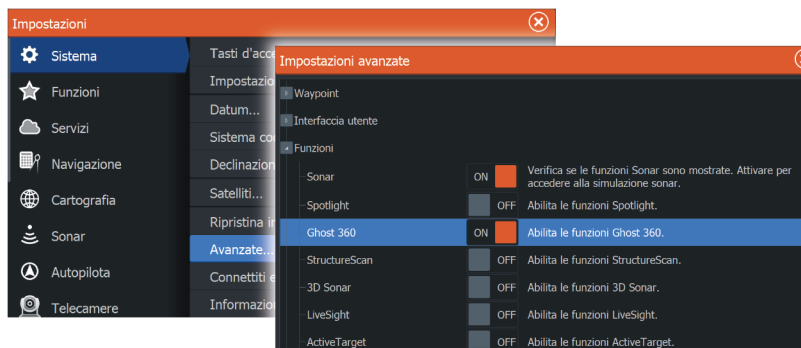 Impostazioni
Sistema
Funzioni
Servizi
Navigazione
Cartografia
Sonar
Autopilota
Telecamere
Tasti d'acce
Impostazio
Datum...
Sistema co
Declinazion
Satelliti...
Ripristina i
Avanzate...
Connettiti e
Informazio
Impostazioni avanzate
Waypoint
Interfaccia utente
Funzioni
Sonar ON Verifica se le funzioni Sonar sono mostrate. Attivare per
accedere alla simulazione sonar.
Spotlight OFF Abilita le funzioni Spotlight.
Ghost 360 ON Abilita le funzioni Ghost 360.
StructureScan OFF Abilita le funzioni StructureScan.
3D Sonar OFF Abilita le funzioni 3D Sonar.
LiveSight OFF Abilita le funzioni LiveSight.
ActiveTarget OFF Abilita le funzioni ActiveTarget.